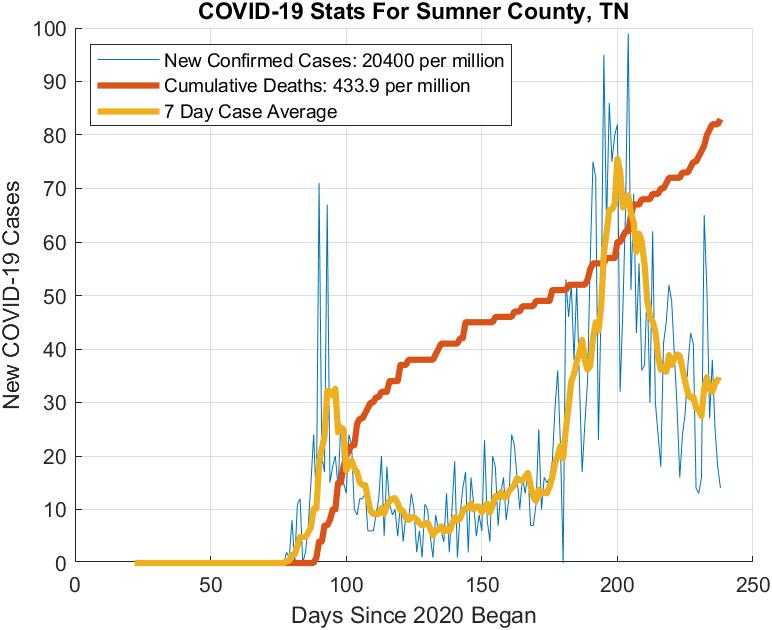 COVID-19 Stats For Sumner County, TN
New Confirmed Cases: 20400 per million
Cumulative Deaths: 433.9 per million
7 Day Case Average
New COVID-19 Cases
100
90
80
70
60
50
40
30
20
10
0
0 50 100 150 200 250
Days Since 2020 Began